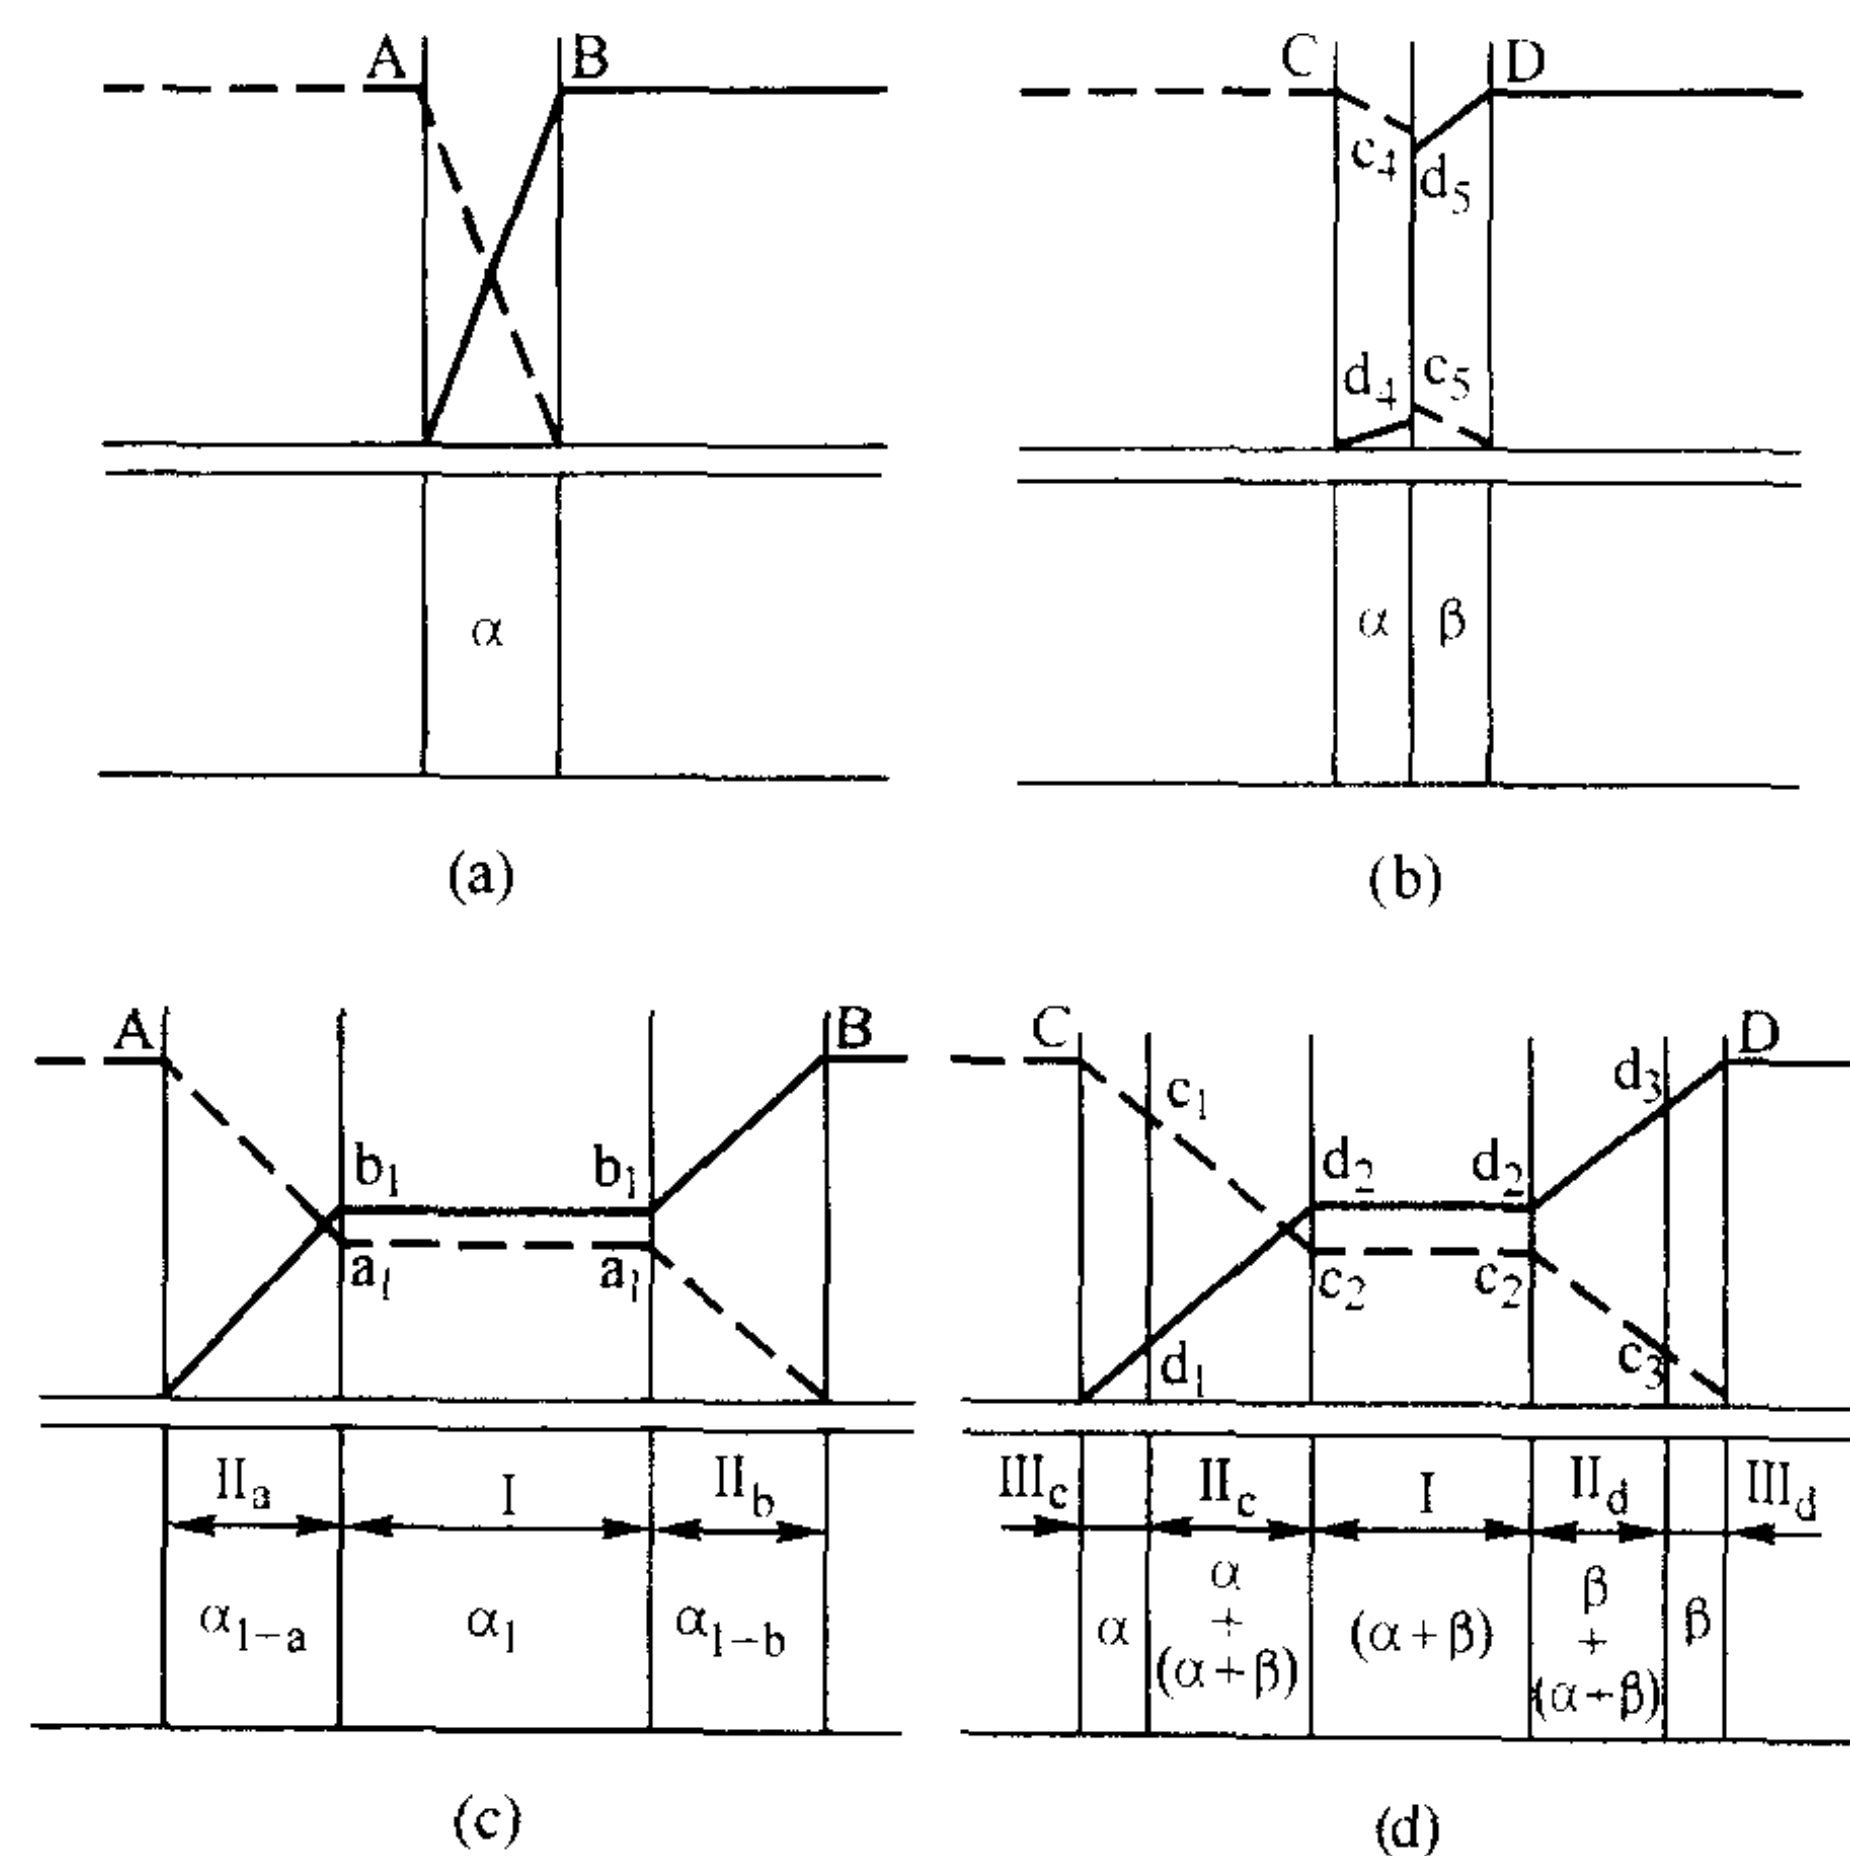 A B
C D
c4 d5
d4 c5
α
α β
(a)
(b)
A B
b1 b1
a1 a1
IIa I IIb
α1-a α1 α1-b
(c)
C D
c1 d3
d2 d2
c2 c2
d1 c3
IIIc IIc I IId IIId
α α + (α+β) (α+β) β + (α+β) β
(d)